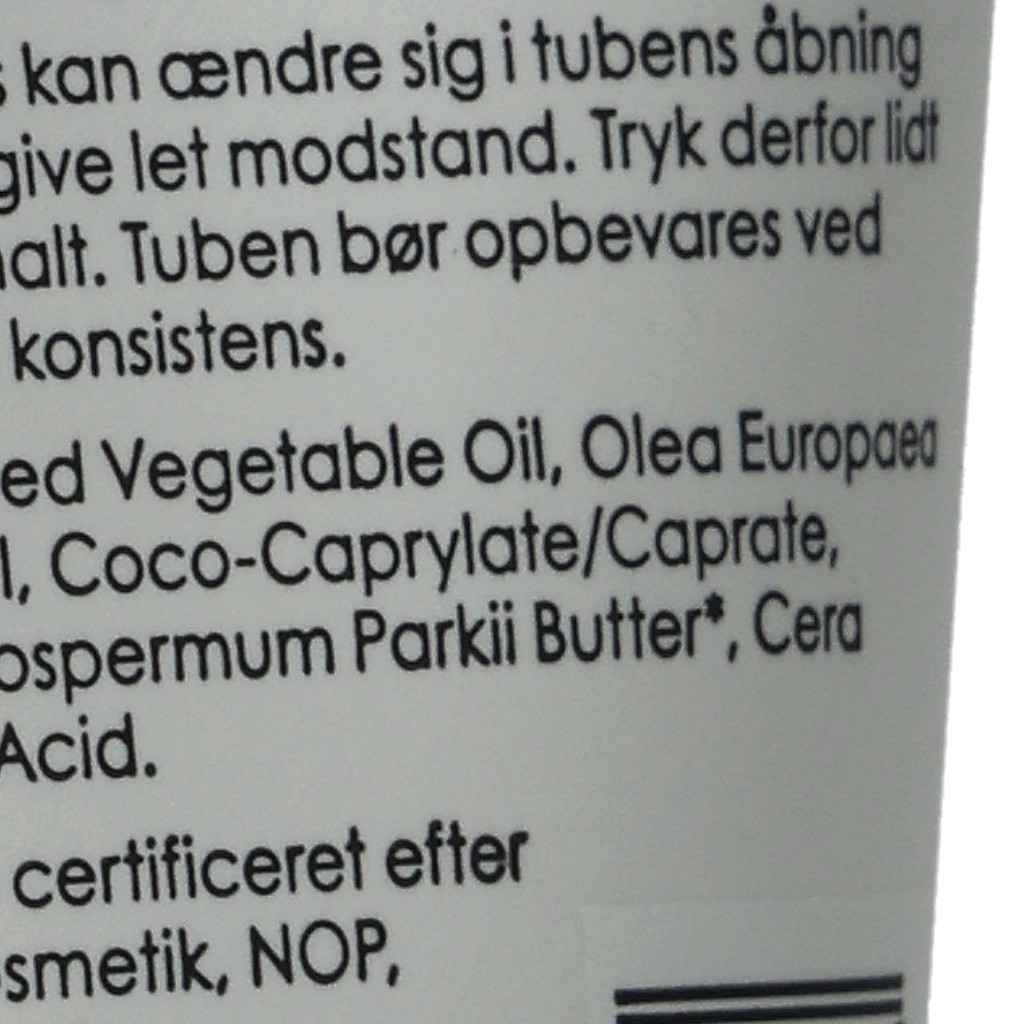 kan ændre sig i tubens åbning
give let modstand. Tryk derfor lidt
alt. Tuben bør opbevares ved
konsistens.
ed Vegetable Oil, Olea Europaea
l, Coco-Caprylate/Caprate,
ospermum Parkii Butter*, Cera
Acid.
certificeret efter
smetik, NOP,